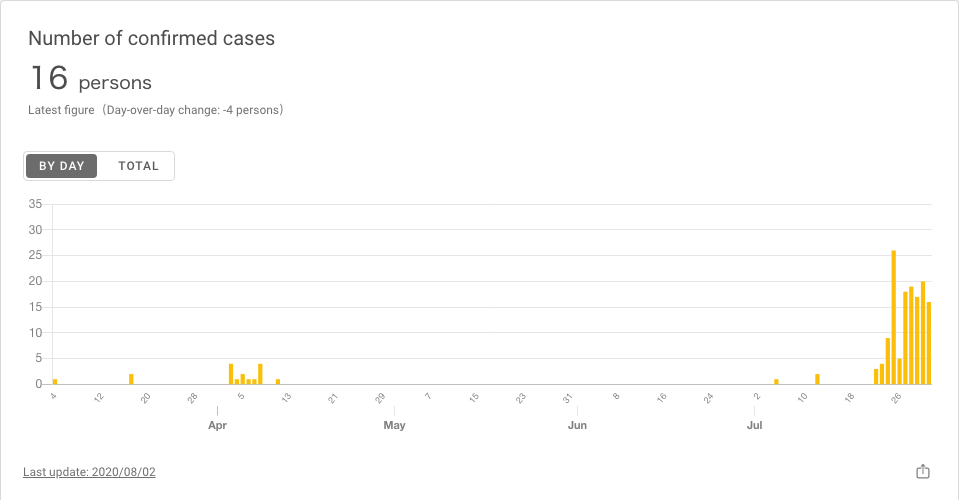 Number of confirmed cases
16 persons
Latest figure（Day-over-day change: -4 persons）
BY DAY TOTAL
35
30
25
20
15
10
5
0
4 12 20 28 5 13 21 29 7 15 23 31 8 16 24 2 10 18 26
Apr May Jun Jul
Last update: 2020/08/02